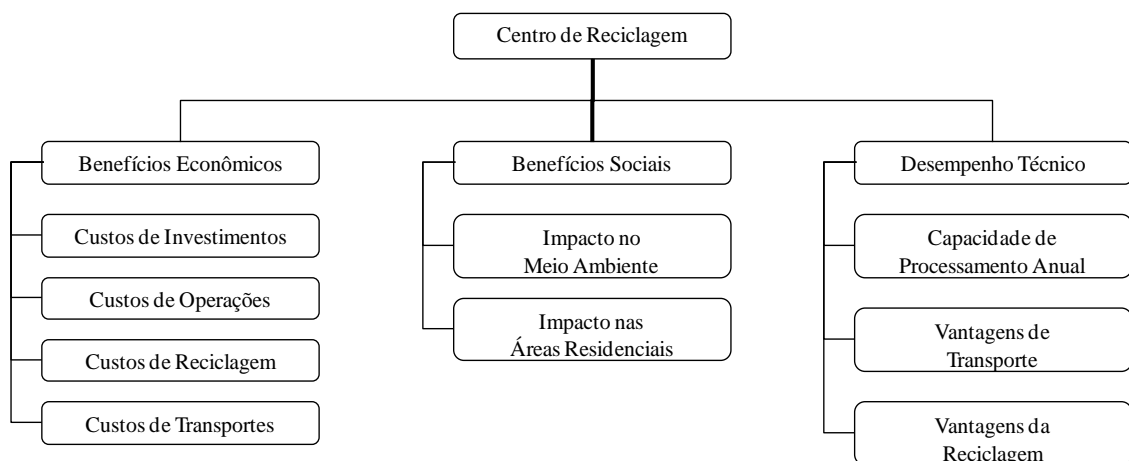 Centro de Reciclagem
Benefícios Econômicos
Custos de Investimentos
Custos de Operações
Custos de Reciclagem
Custos de Transportes
Benefícios Sociais
Impacto no
Meio Ambiente
Impacto nas
Áreas Residenciais
Desempenho Técnico
Capacidade de
Processamento Anual
Vantagens de
Transporte
Vantagens da
Reciclagem